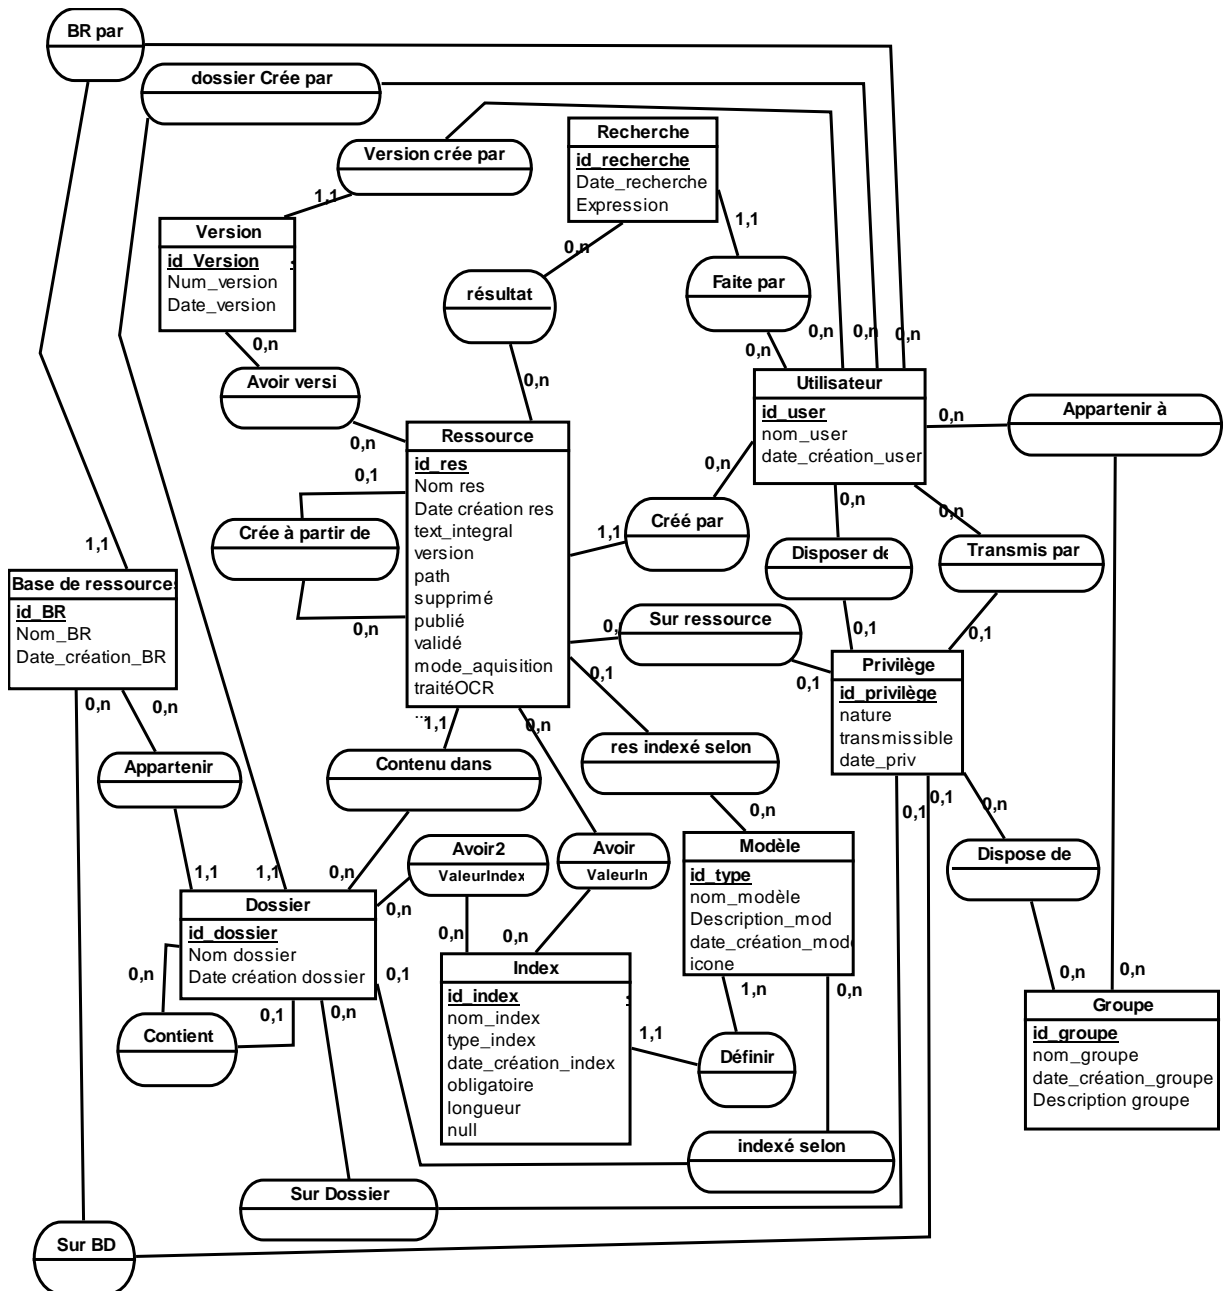 BR par
dossier Crée par
Version crée par
1,1
Recherche
id_recherche
Date_recherche
Expression
1,1
0,n
Version
id_Version
Num_version
Date_version
résultat
Faite par
0,n
0,n
0,n
0,n
0,n
0,n
0,n
Avoir versi
0,n
Utilisateur
id_user
nom_user
date_création_user
0,n
Appartenir à
Ressource
id_res
Nom res
Date création res
text_integral
version
path
supprimé
publié
validé
mode_aquisition
traitéOCR
...
0,1
Crée à partir de
0,n
0,n
Créé par
1,1
0,n
0,n
Disposer de
Transmis par
0,1
0,1
1,1
Base de ressources
id_BR
Nom_BR
Date_création_BR
0,n
0,n
0,n
Sur ressource
0,1
0,1
Privilège
id_privilège
nature
transmissible
date_priv
1,1
0,n
Appartenir
Contenu dans
res indexé selon
0,n
0,1
0,1
0,n
Avoir2
ValeurIndex
Avoir
ValeurIn
Modèle
id_type
nom_modèle
Description_mod
date_création_mod
icone
Dispose de
1,1
1,1
0,n
Dossier
id_dossier
Nom dossier
Date création dossier
0,n
0,n
0,n
0,n
0,1
0,n
0,1
Contient
0,n
Index
id_index
nom_index
type_index
date_création_index
obligatoire
longueur
null
1,n
0,n
1,1
Définir
0,n
0,n
Groupe
id_groupe
nom_groupe
date_création_groupe
Description groupe
indexé selon
Sur Dossier
Sur BD